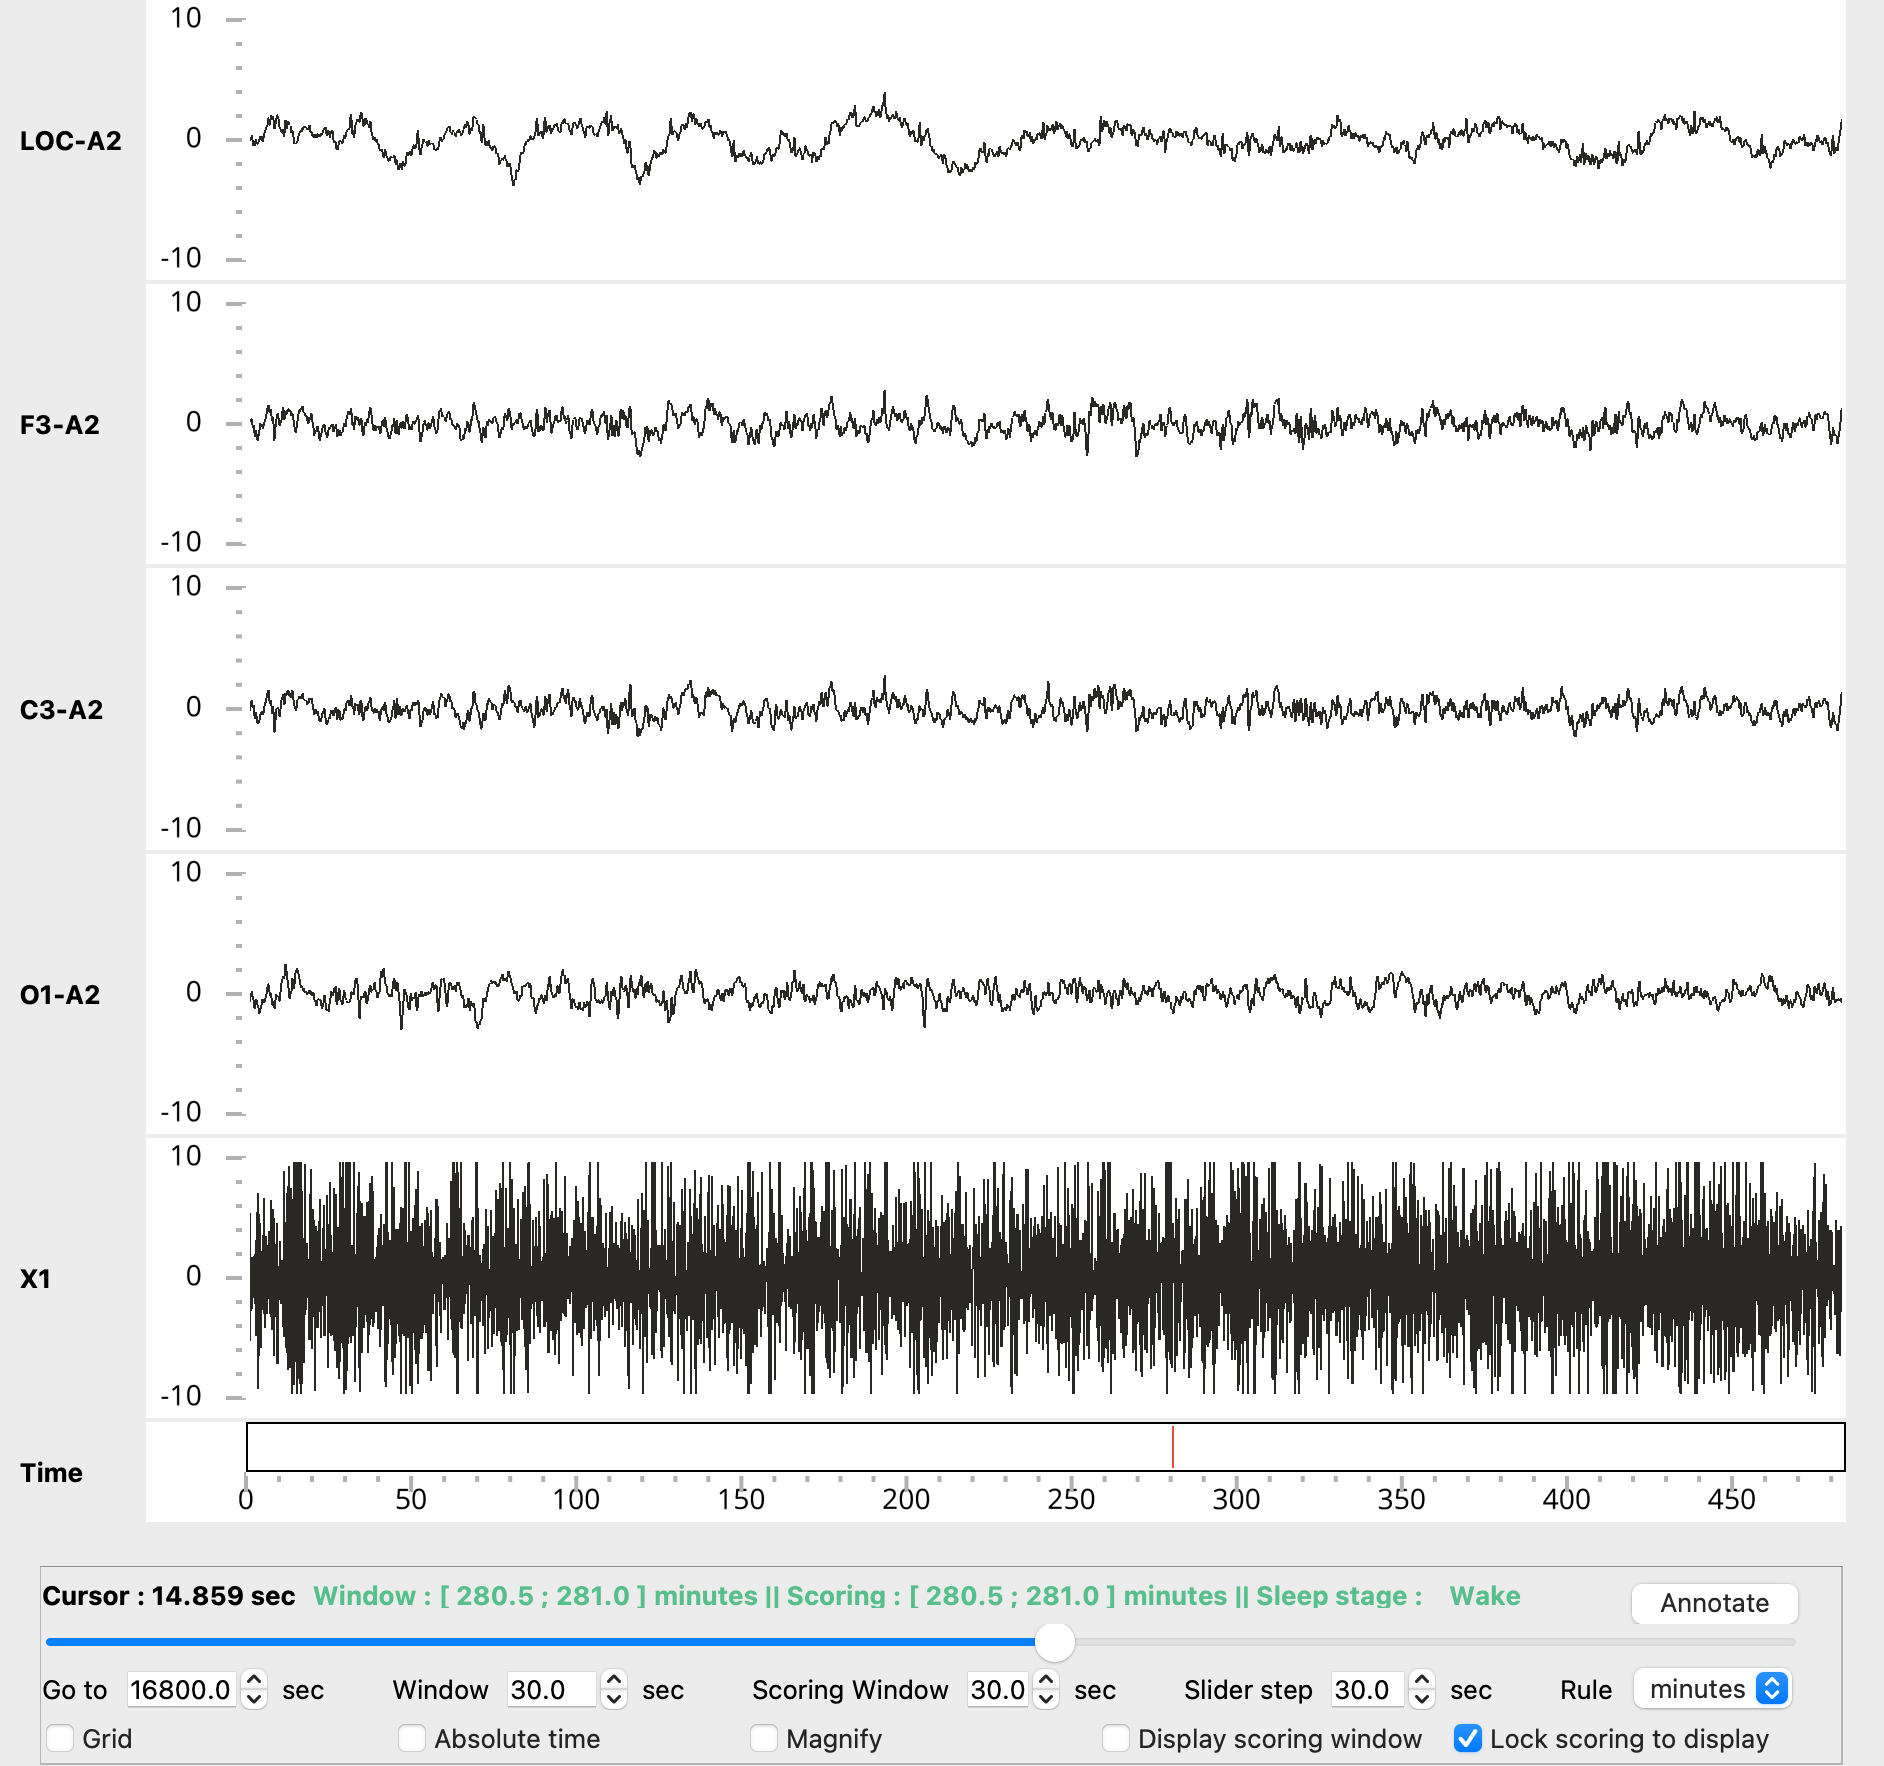 10
LOC-A2
0
-10
10
F3-A2
0
-10
10
C3-A2
0
-10
10
O1-A2
0
-10
10
X1
0
-10
Time
0 50 100 150 200 250 300 350 400 450
Cursor : 14.859 sec Window : [ 280.5 ; 281.0 ] minutes || Scoring : [ 280.5 ; 281.0 ] minutes || Sleep stage : Wake Annotate
Go to 16800.0 sec Window 30.0 sec Scoring Window 30.0 sec Slider step 30.0 sec Rule minutes
Grid Absolute time Magnify Display scoring window Lock scoring to display